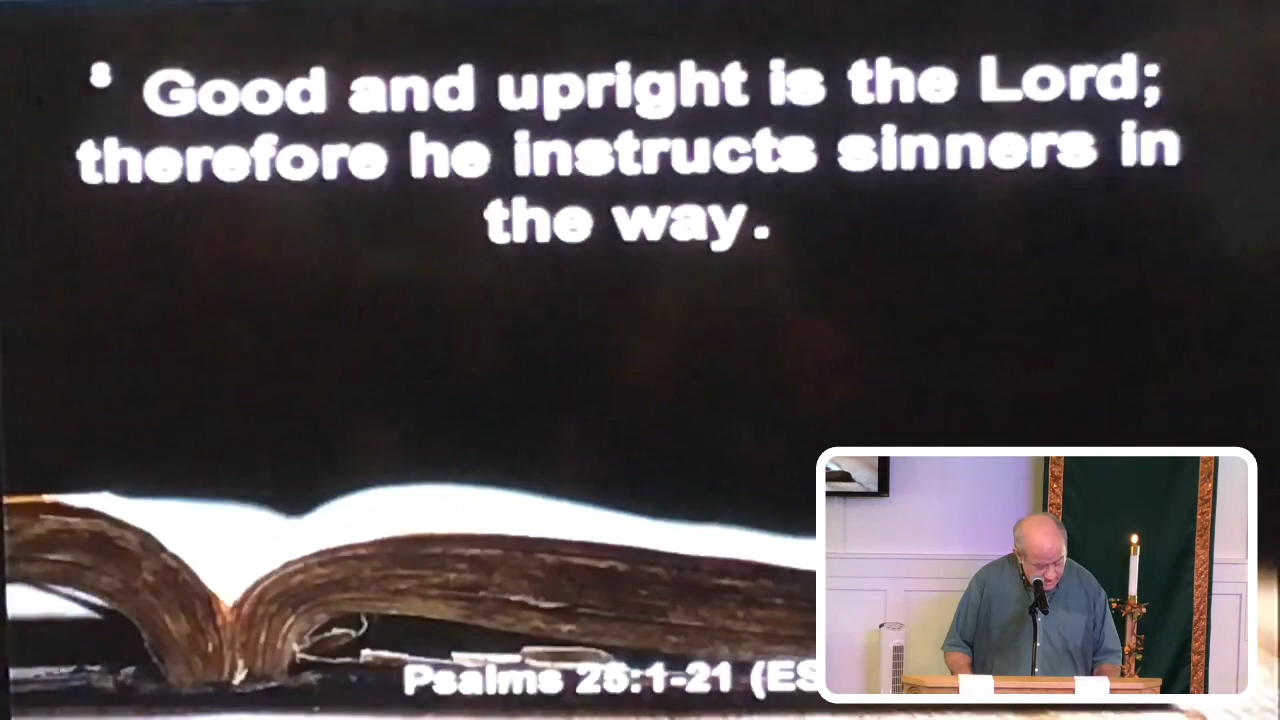 8 Good and upright is the Lord;
therefore he instructs sinners in
the way.
Psalms 25:1-21 (ES